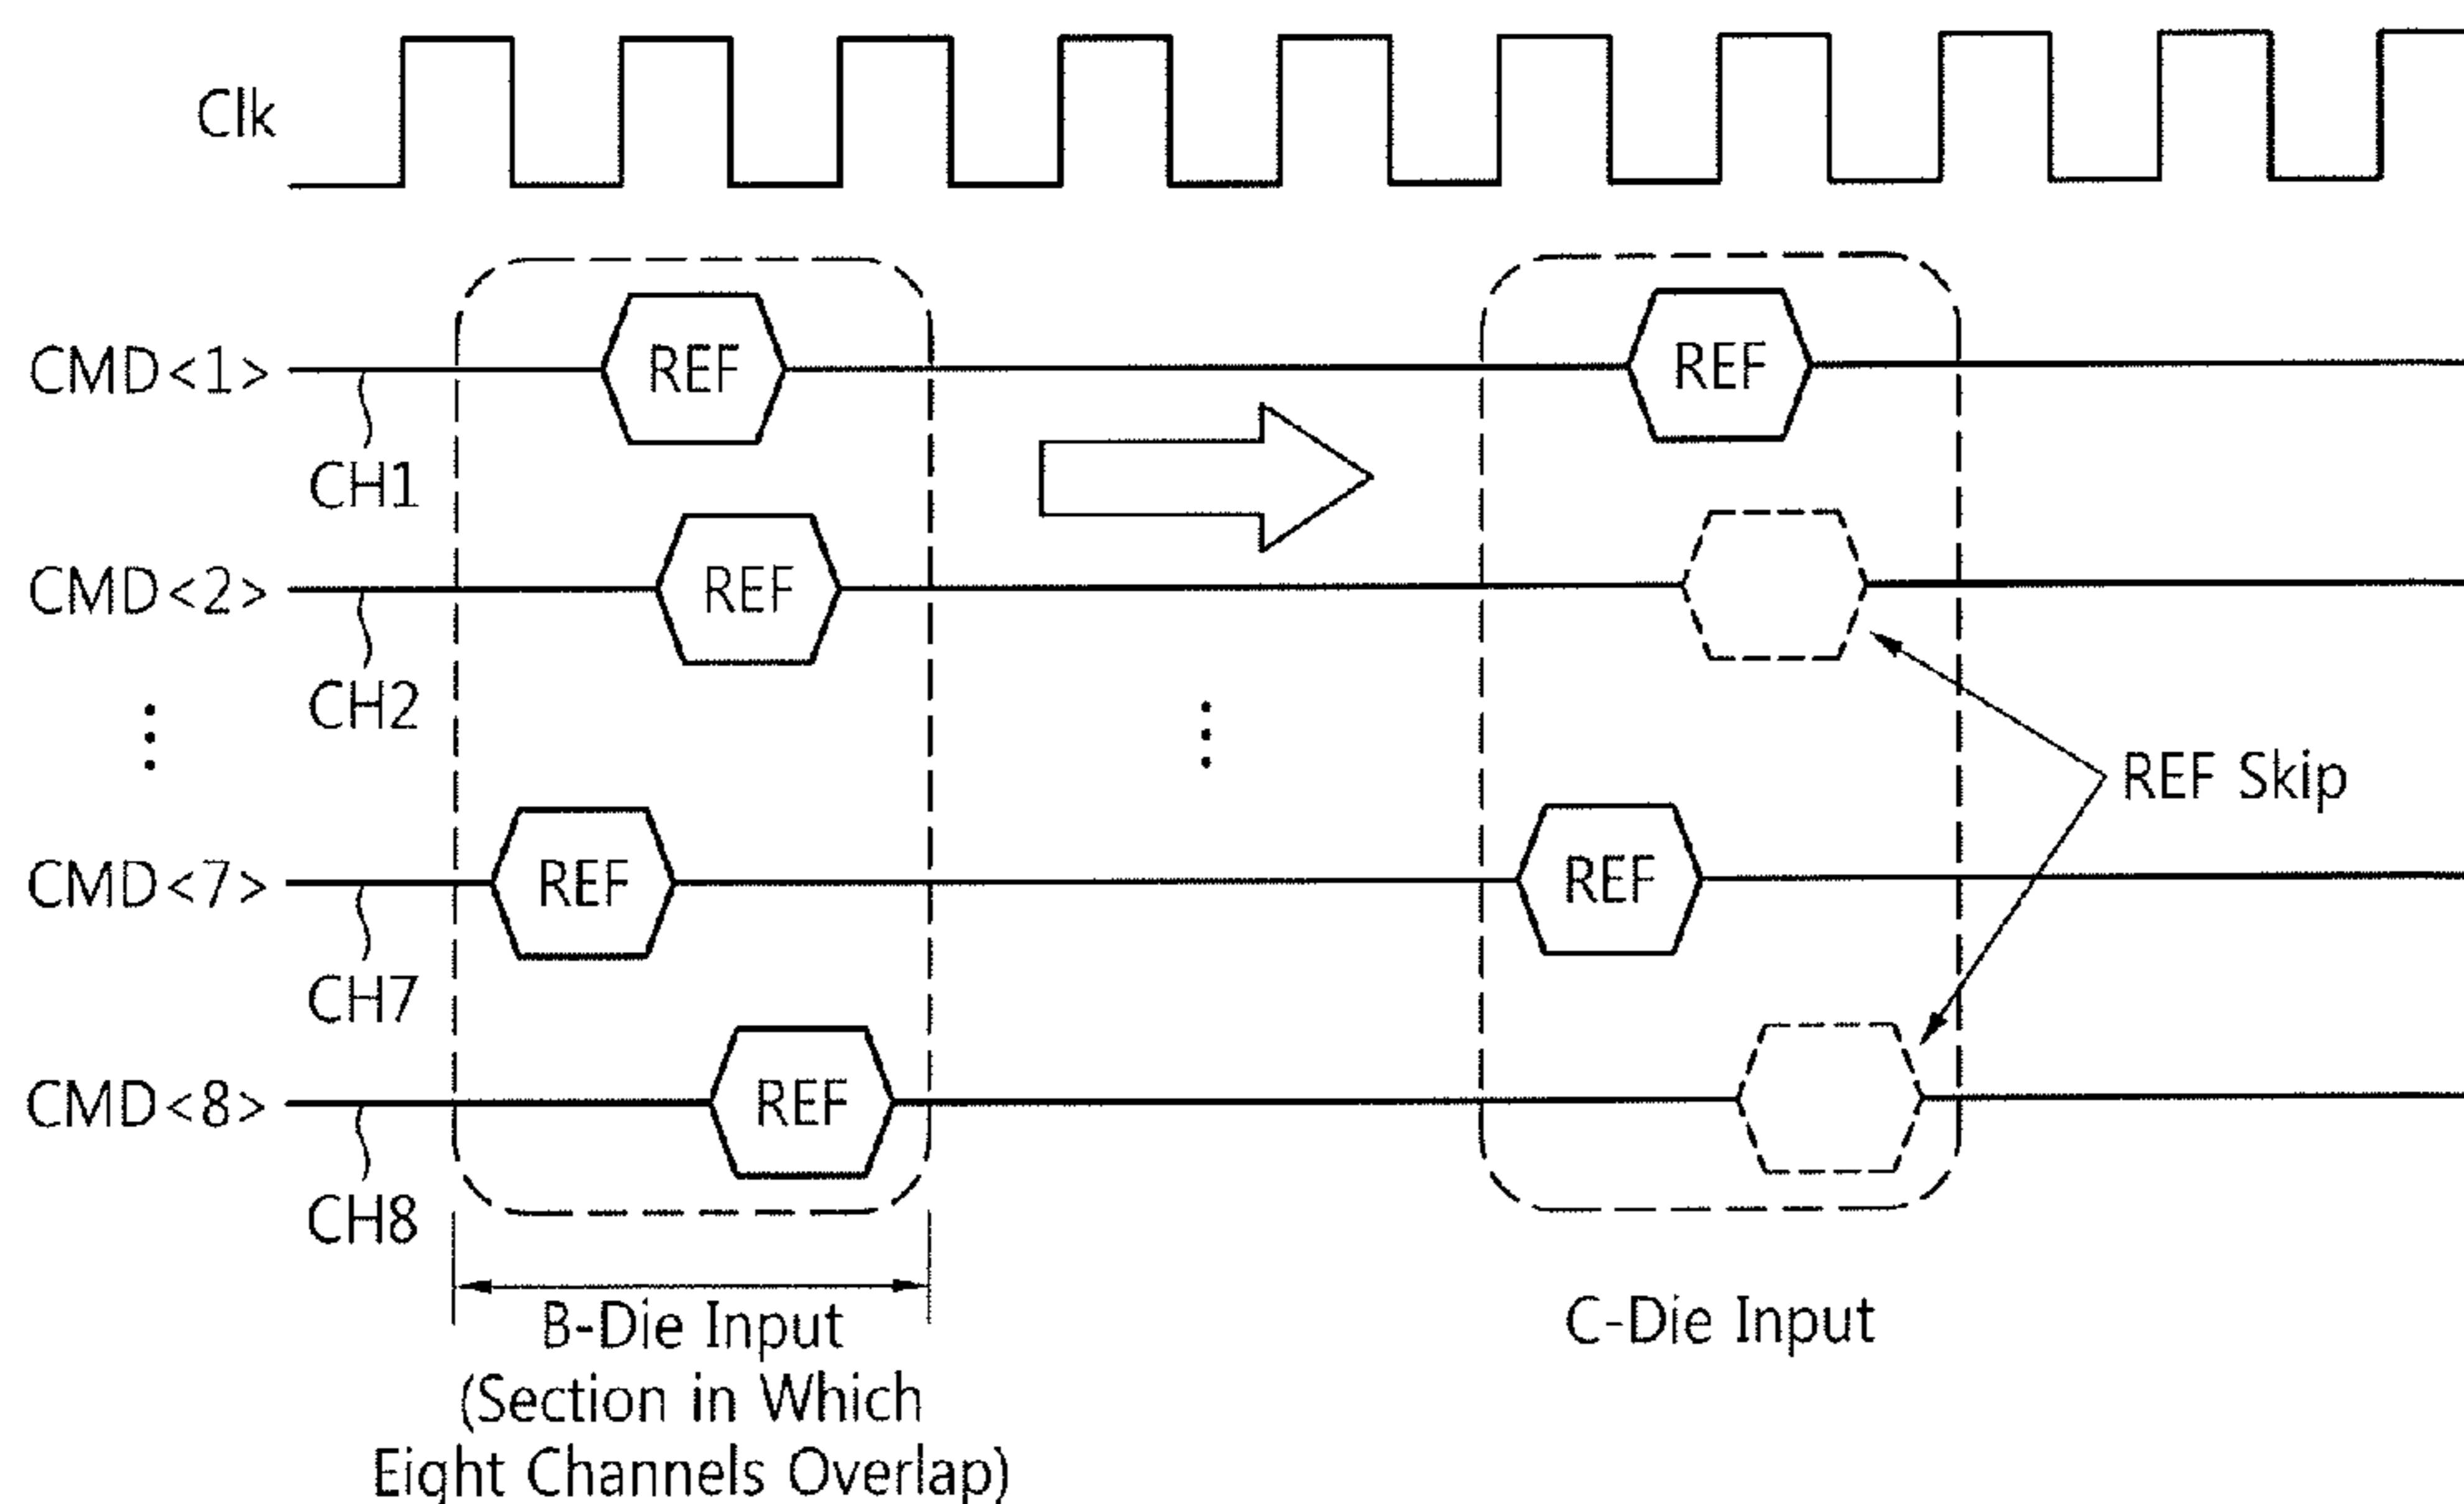 Clk
CMD<1>
REF
REF
CH1
CMD<2>
REF
CH2
REF Skip
CMD<7>
REF
REF
CH7
CMD<8>
REF
CH8
B-Die Input
(Section in Which
Eight Channels Overlap)
C-Die Input